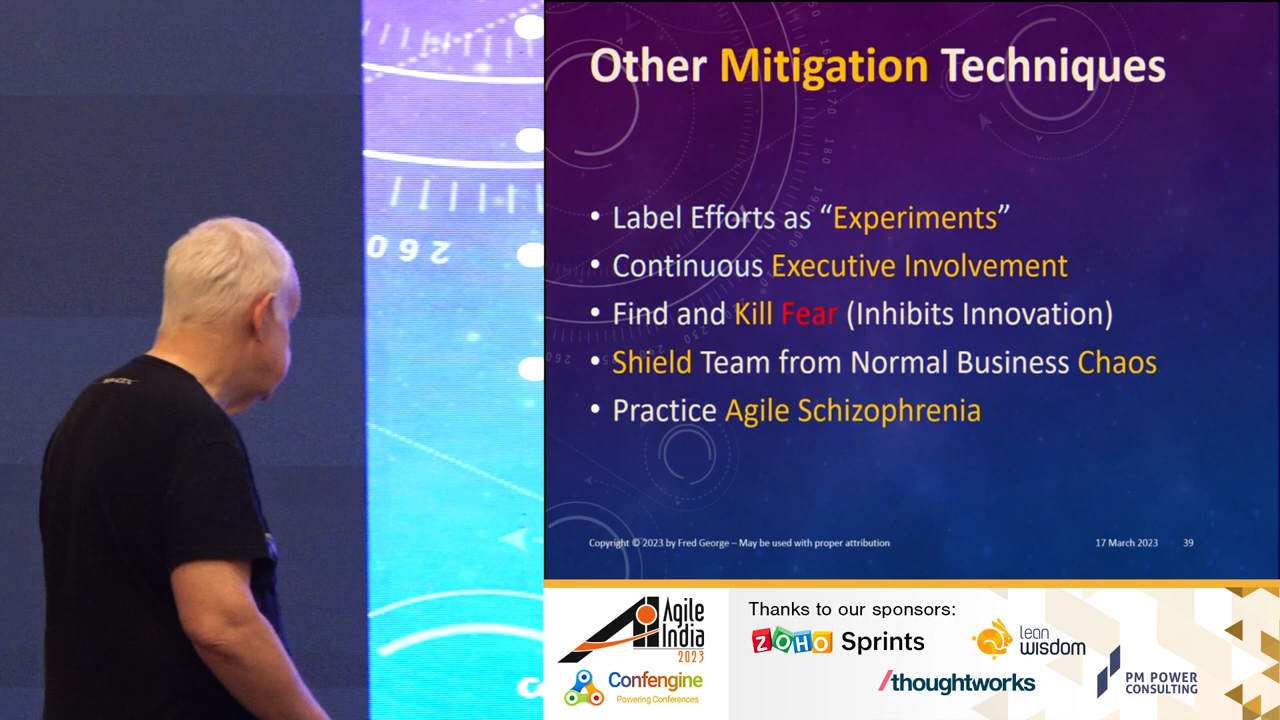 Other Mitigation Techniques
• Label Efforts as “Experiments”
• Continuous Executive Involvement
• Find and Kill Fear (Inhibits Innovation)
• Shield Team from Normal Business Chaos
• Practice Agile Schizophrenia
Copyright © 2023 by Fred George – May be used with proper attribution
17 March 2023
39
260
Agile
India
2023
Confengine
Powering Conferences
Thanks to our sponsors:
ZOHO Sprints
lean
wisdom
/thoughtworks
PM POWER
CONSULTING